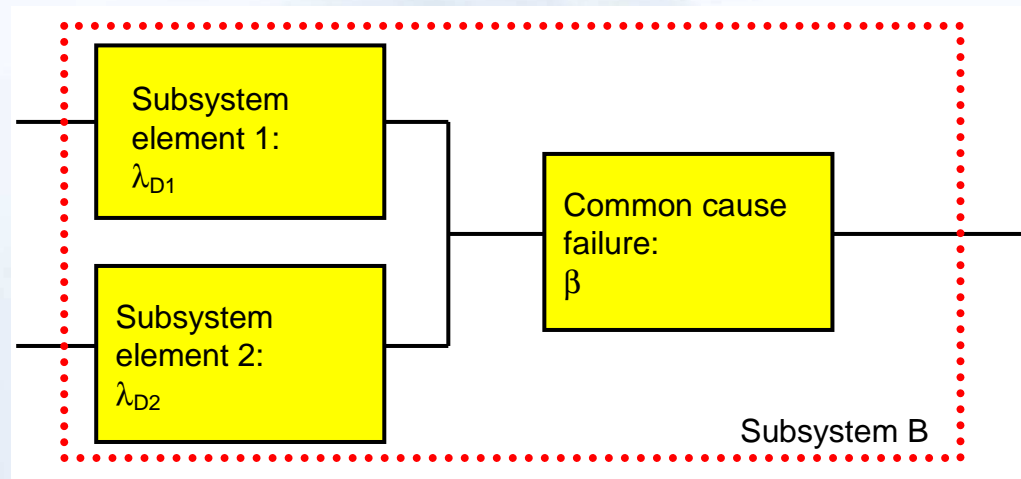 Subsystem
element 1:
λD1
Subsystem
element 2:
λD2
Common cause
failure:
β
Subsystem B